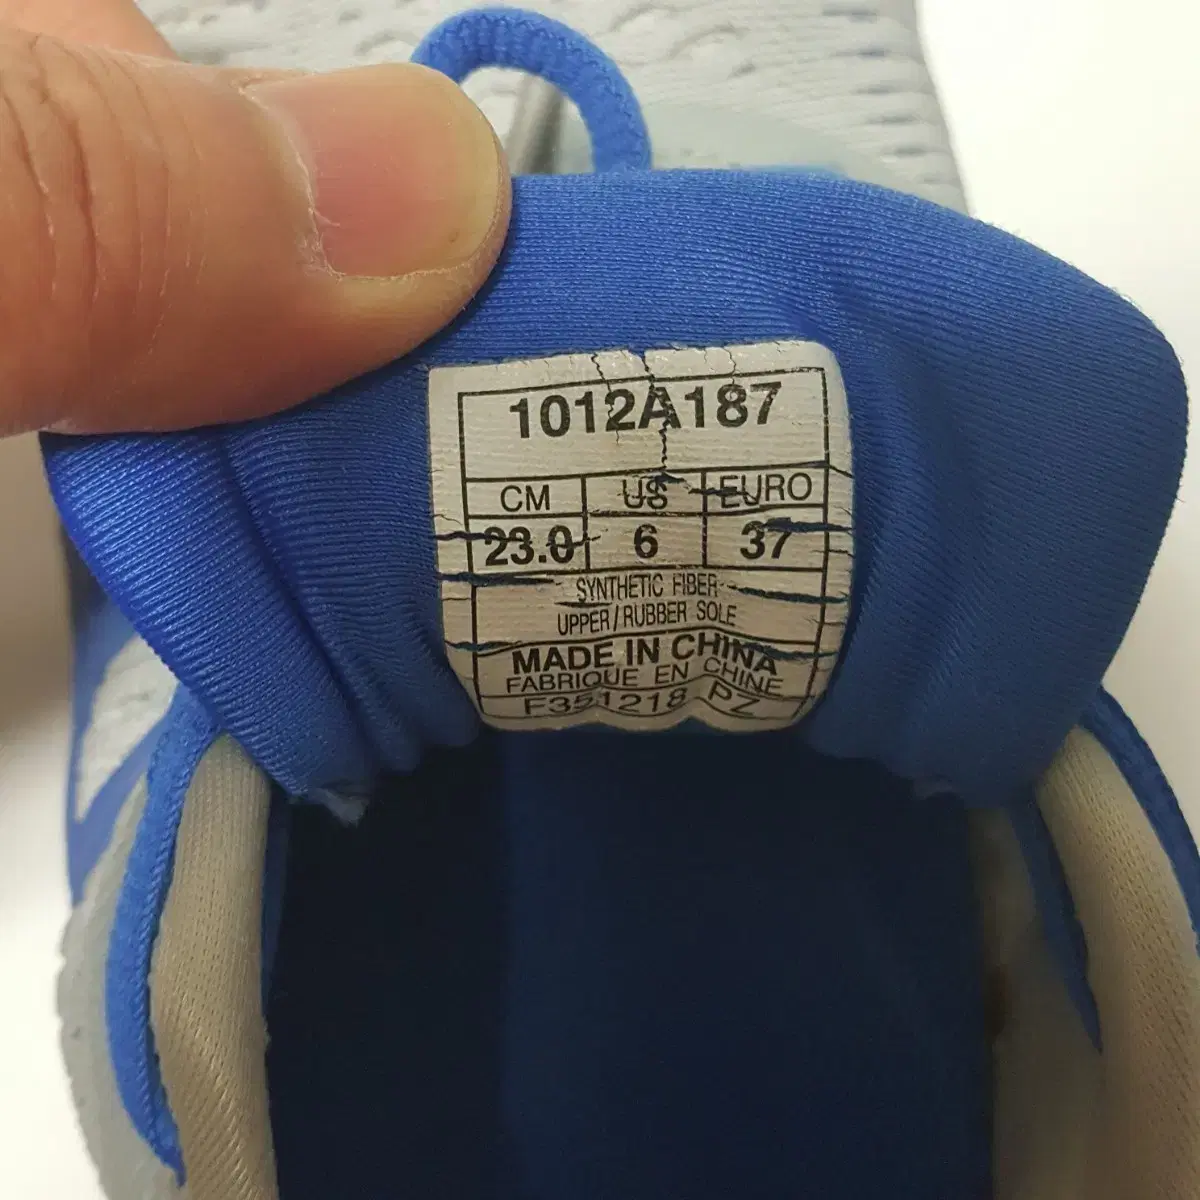 1012A187
CM US EURO
23.0 6 37
SYNTHETIC FIBER
UPPER/RUBBER SOLE
MADE IN CHINA
FABRIQUE EN CHINE
F351218 PZ